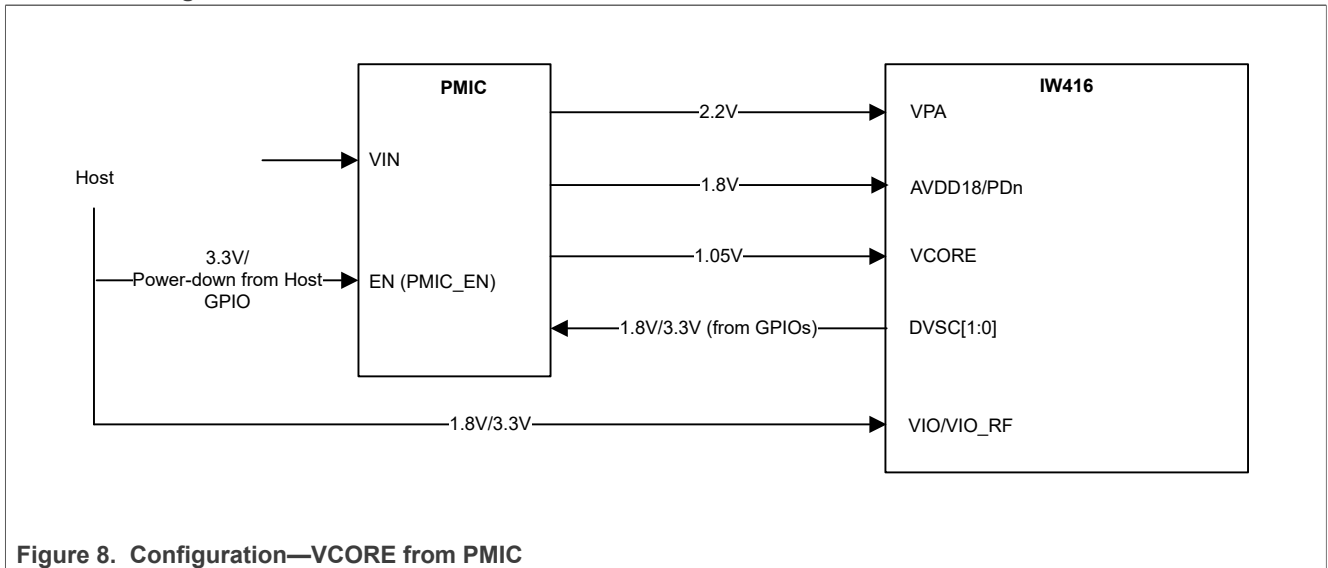 PMIC
IW416
2.2V
VPA
VIN
Host
1.8V
AVDD18/PDn
3.3V/
Power-down from Host
GPIO
EN (PMIC_EN)
1.05V
VCORE
1.8V/3.3V (from GPIOs)
DVSC[1:0]
1.8V/3.3V
VIO/VIO_RF
Figure 8. Configuration—VCORE from PMIC